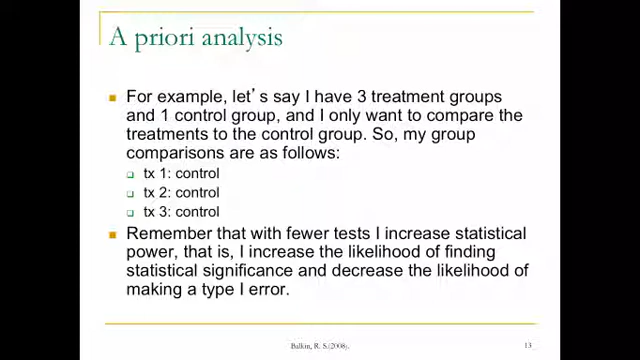 A priori analysis
For example, let's say I have 3 treatment groups
and 1 control group, and I only want to compare the
treatments to the control group. So, my group
comparisons are as follows:
tx 1: control
tx 2: control
tx 3: control
Remember that with fewer tests I increase statistical
power, that is, I increase the likelihood of finding
statistical significance and decrease the likelihood of
making a type I error.
Balkin, R. S.(2008).
13